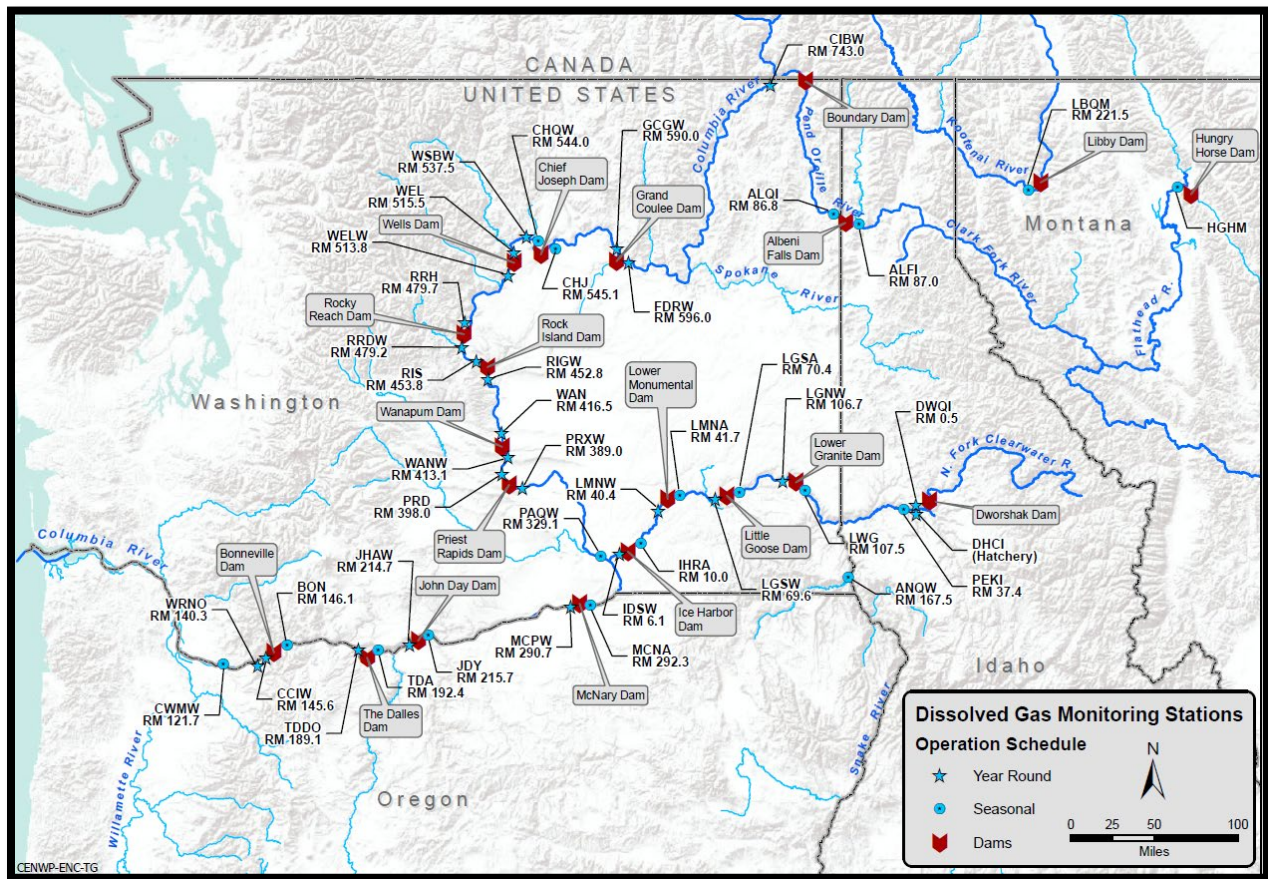 CIBW
RM 743.0
CANADA
UNITED STATES
Columbia River
Pend Oreille
River
Boundary Dam
Kootenai River
LBQM
RM 221.5
Libby Dam
Hungry
Horse Dam
Montana
HGHM
GCGW
RM 590.0
CHQW
RM 544.0
WSBW
RM 537.5
Chief
Joseph Dam
WEL
RM 515.5
Wells Dam
Grand
Coulee Dam
ALQI
RM 86.8
WELW
RM 513.8
Albeni
Falls Dam
ALFI
RM 87.0
Clark Fork River
Flathead R.
Spokane
River
CHJ
RM 545.1
FDRW
RM 596.0
RRH
RM 479.7
Rocky
Reach Dam
RRDW
RM 479.2
Rock
Island Dam
RIS
RM 453.8
RIGW
RM 452.8
Washington
Wanapum Dam
WAN
RM 416.5
Lower
Monumental
Dam
LGSA
RM 70.4
LGNW
RM 106.7
DWQI
RM 0.5
PRXW
RM 389.0
LMNA
RM 41.7
Lower
Granite Dam
N. Fork Clearwater R.
WANW
RM 413.1
PRD
RM 398.0
LMNW
RM 40.4
Dworshak Dam
Priest
Rapids Dam
PAQW
RM 329.1
Little
Goose Dam
LWG
RM 107.5
DHCI
(Hatchery)
IHRA
RM 10.0
LGSW
RM 69.6
ANQW
RM 167.5
PEKI
RM 37.4
IDSW
RM 6.1
Ice Harbor
Dam
Columbia
River
Bonneville
Dam
JHAW
RM 214.7
John Day Dam
BON
RM 146.1
WRNO
RM 140.3
MCPW
RM 290.7
MCNA
RM 292.3
JDY
RM 215.7
McNary Dam
TDA
RM 192.4
CCIW
RM 145.6
CWMW
RM 121.7
TDDO
RM 189.1
The Dalles
Dam
Willamette River
Oregon
Snake River
Idaho
Dissolved Gas Monitoring Stations
Operation Schedule
Year Round
Seasonal
Dams
N
0 25 50 100
Miles
CENWP-ENC-TG